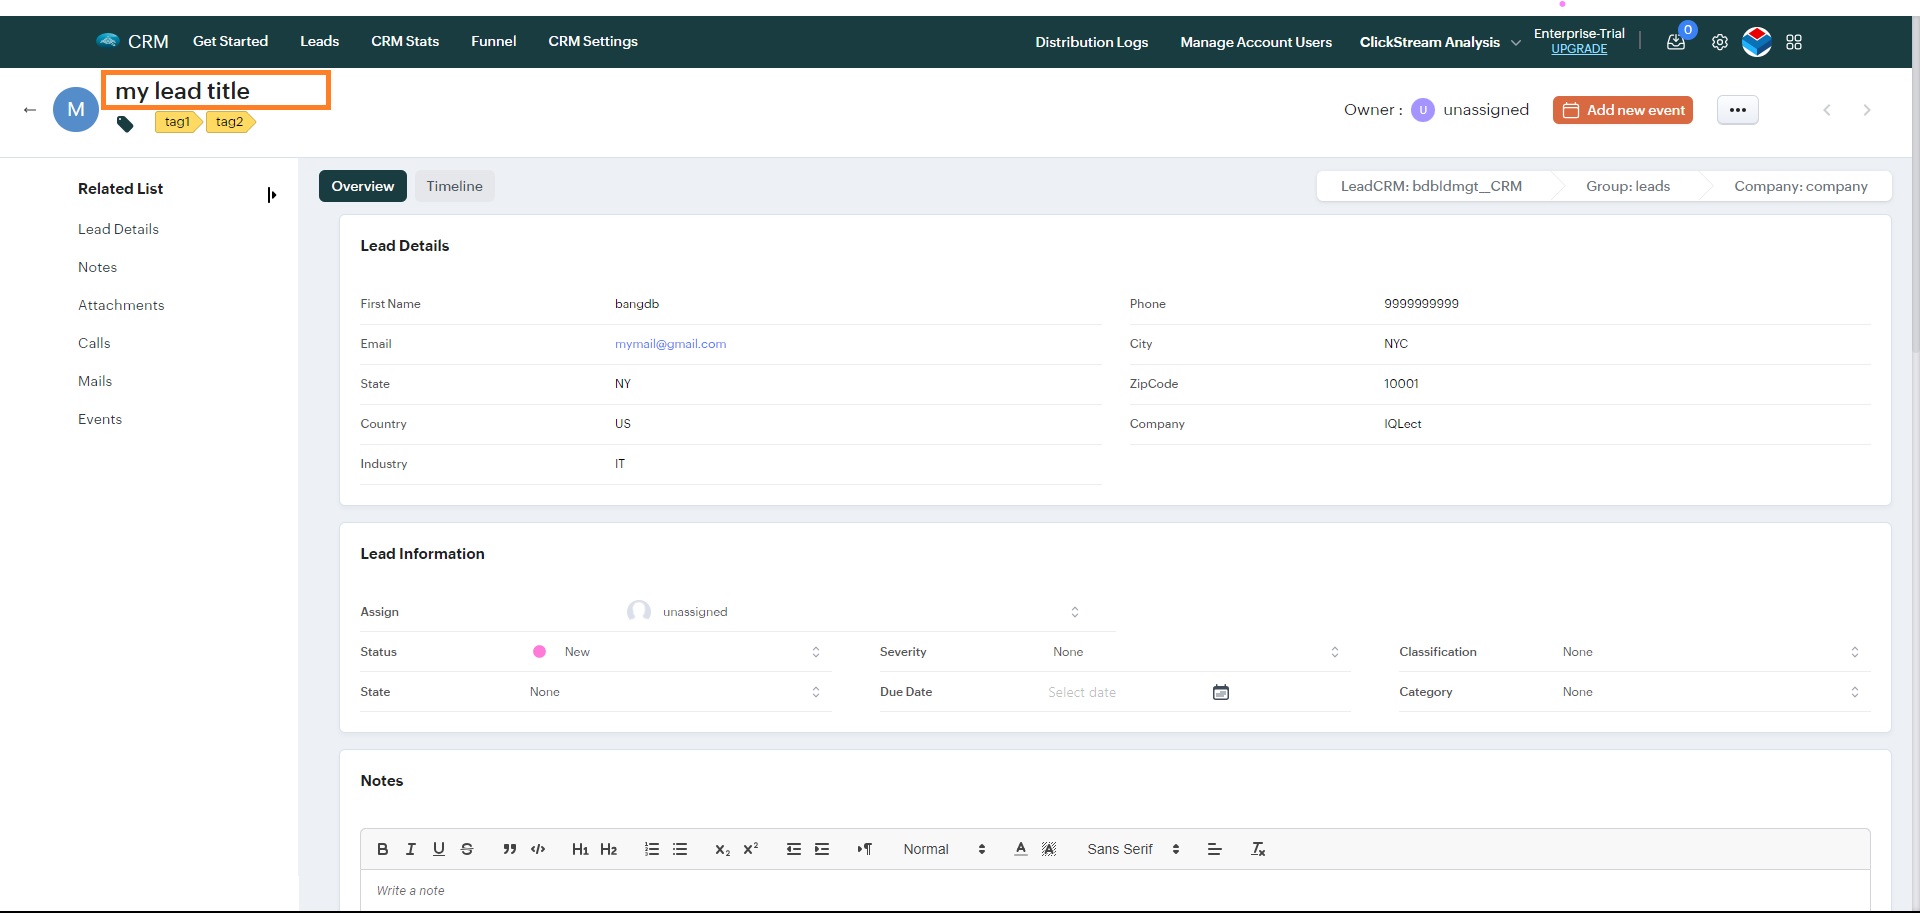 CRM Get Started Leads CRM Stats Funnel CRM Settings Distribution Logs Manage Account Users ClickStream Analysis Enterprise-Trial UPGRADE 0
my lead title
M
tag1 tag2
Owner : U unassigned Add new event
Related List
Lead Details
Notes
Attachments
Calls
Mails
Events
Overview Timeline LeadCRM: bdbldmgt_CRM Group: leads Company: company
Lead Details
First Name bangdb Phone 9999999999
Email mymail@gmail.com City NYC
State NY ZipCode 10001
Country US Company IQLect
Industry IT
Lead Information
Assign unassigned
Status New Severity None Classification None
State None Due Date Select date Category None
Notes
B I U S H1 H2 X2 X2 Normal A A Sans Serif Tx
Write a note